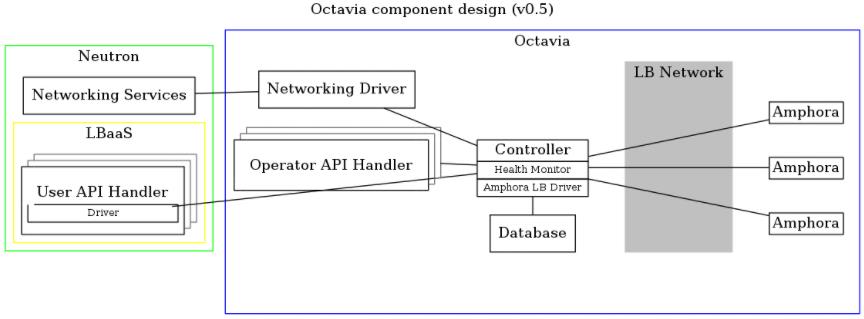 Octavia component design (v0.5)
Neutron
Networking Services
LBaaS
User API Handler
Driver
Octavia
Networking Driver
Operator API Handler
Controller
Health Monitor
Amphora LB Driver
Database
LB Network
Amphora
Amphora
Amphora